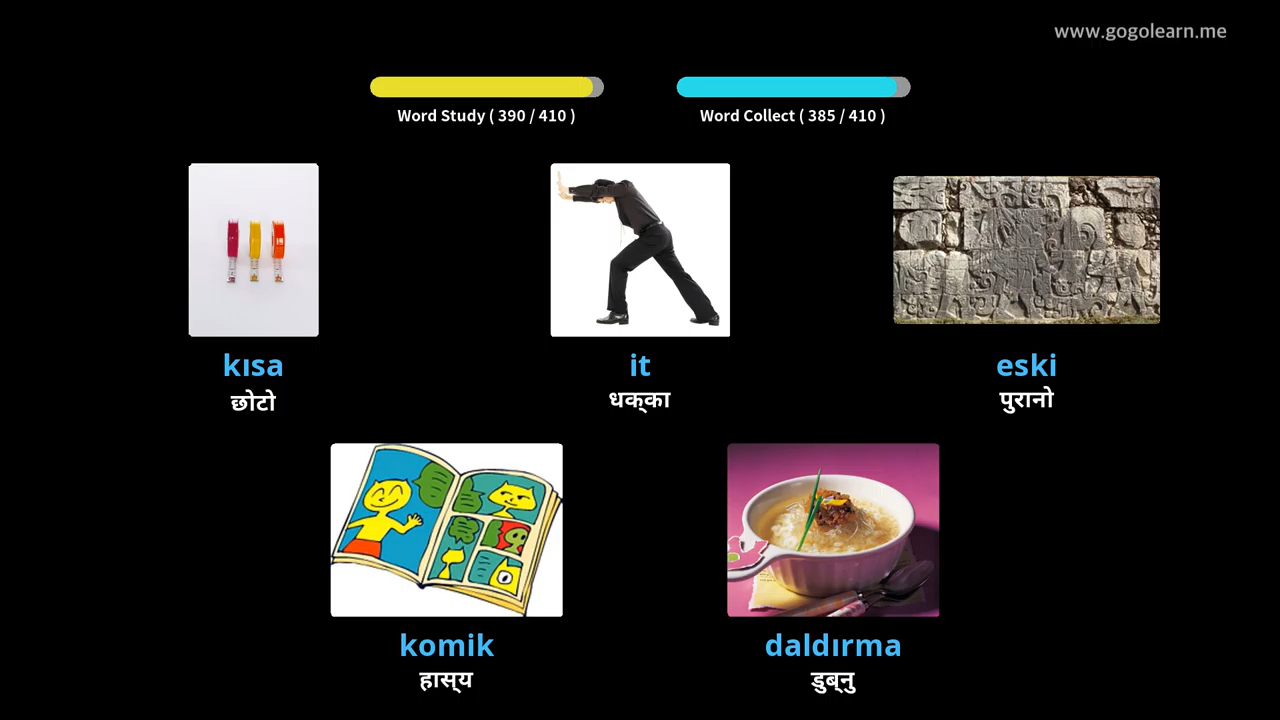 www.gogolearn.me
Word Study ( 390 / 410 )
Word Collect ( 385 / 410 )
kısa
छोटो
it
धक्का
eski
पुरानो
komik
हास्य
daldırma
डुब्नु